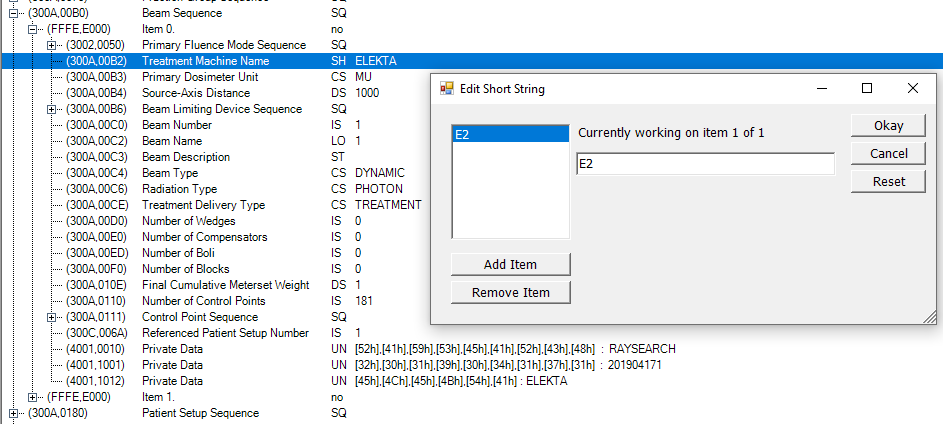 (300A,00B0) Beam Sequence SQ
(FFFE,E000) Item 0. no
(3002,0050) Primary Fluence Mode Sequence SQ
(300A,00B2) Treatment Machine Name SH ELEKTA
(300A,00B3) Primary Dosimeter Unit CS MU
(300A,00B4) Source-Axis Distance DS 1000
(300A,00B6) Beam Limiting Device Sequence SQ
(300A,00C0) Beam Number IS 1
(300A,00C2) Beam Name LO 1
(300A,00C3) Beam Description ST
(300A,00C4) Beam Type CS DYNAMIC
(300A,00C6) Radiation Type CS PHOTON
(300A,00CE) Treatment Delivery Type CS TREATMENT
(300A,00D0) Number of Wedges IS 0
(300A,00E0) Number of Compensators IS 0
(300A,00ED) Number of Boli IS 0
(300A,00F0) Number of Blocks IS 0
(300A,010E) Final Cumulative Meterset Weight DS 1
(300A,0110) Number of Control Points IS 181
(300A,0111) Control Point Sequence SQ
(300C,006A) Referenced Patient Setup Number IS 1
(4001,0010) Private Data UN [52h],[41h],[59h],[53h],[45h],[41h],[52h],[43h],[48h] : RAYSEARCH
(4001,1001) Private Data UN [32h],[30h],[31h],[39h],[30h],[34h],[31h],[37h],[31h] : 201904171
(4001,1012) Private Data UN [45h],[4Ch],[45h],[4Bh],[54h],[41h] : ELEKTA
(FFFE,E000) Item 1. no
(300A,0180) Patient Setup Sequence SQ
Edit Short String
E2
Currently working on item 1 of 1
E2
Okay
Cancel
Reset
Add Item
Remove Item